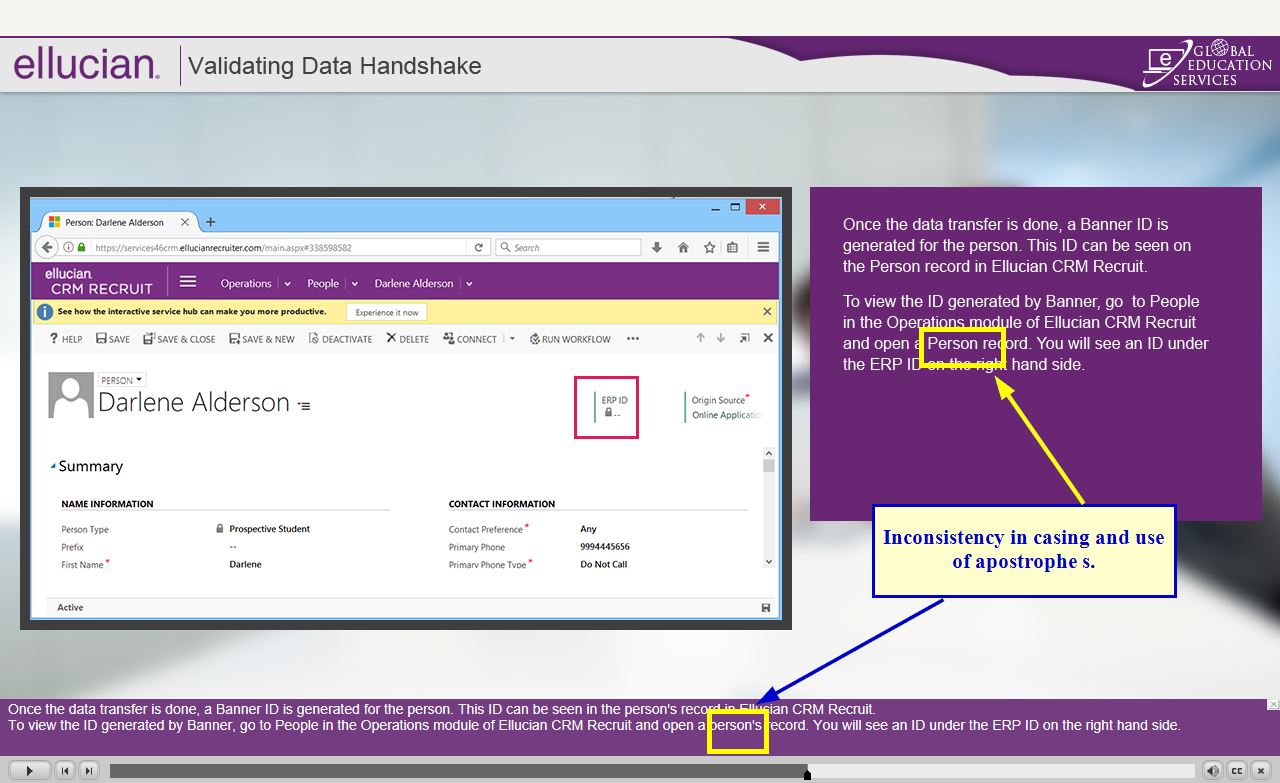 ellucian.
Validating Data Handshake
e
GLOBAL
EDUCATION
SERVICES
Person: Darlene Alderson
https://services46crm.ellucianrecruiter.com/main.aspx#338598582
Search
ellucian.
CRM RECRUIT
Operations
People
Darlene Alderson
See how the interactive service hub can make you more productive.
Experience it now
? HELP
SAVE
SAVE & CLOSE
SAVE & NEW
DEACTIVATE
DELETE
CONNECT
RUN WORKFLOW
PERSON
Darlene Alderson
ERP ID
--
Origin Source*
Online Applicatio
Summary
NAME INFORMATION
Person Type Prospective Student
Prefix --
First Name* Darlene
CONTACT INFORMATION
Contact Preference* Any
Primary Phone 9994445656
Primary Phone Type* Do Not Call
Active
Once the data transfer is done, a Banner ID is
generated for the person. This ID can be seen on
the Person record in Ellucian CRM Recruit.
To view the ID generated by Banner, go  to People
in the Operations module of Ellucian CRM Recruit
and open a Person record. You will see an ID under
the ERP ID on the right hand side.
Inconsistency in casing and use
of apostrophe s.
Once the data transfer is done, a Banner ID is generated for the person. This ID can be seen in the person's record in Ellucian CRM Recruit.
To view the ID generated by Banner, go to People in the Operations module of Ellucian CRM Recruit and open a person's record. You will see an ID under the ERP ID on the right hand side.
CC